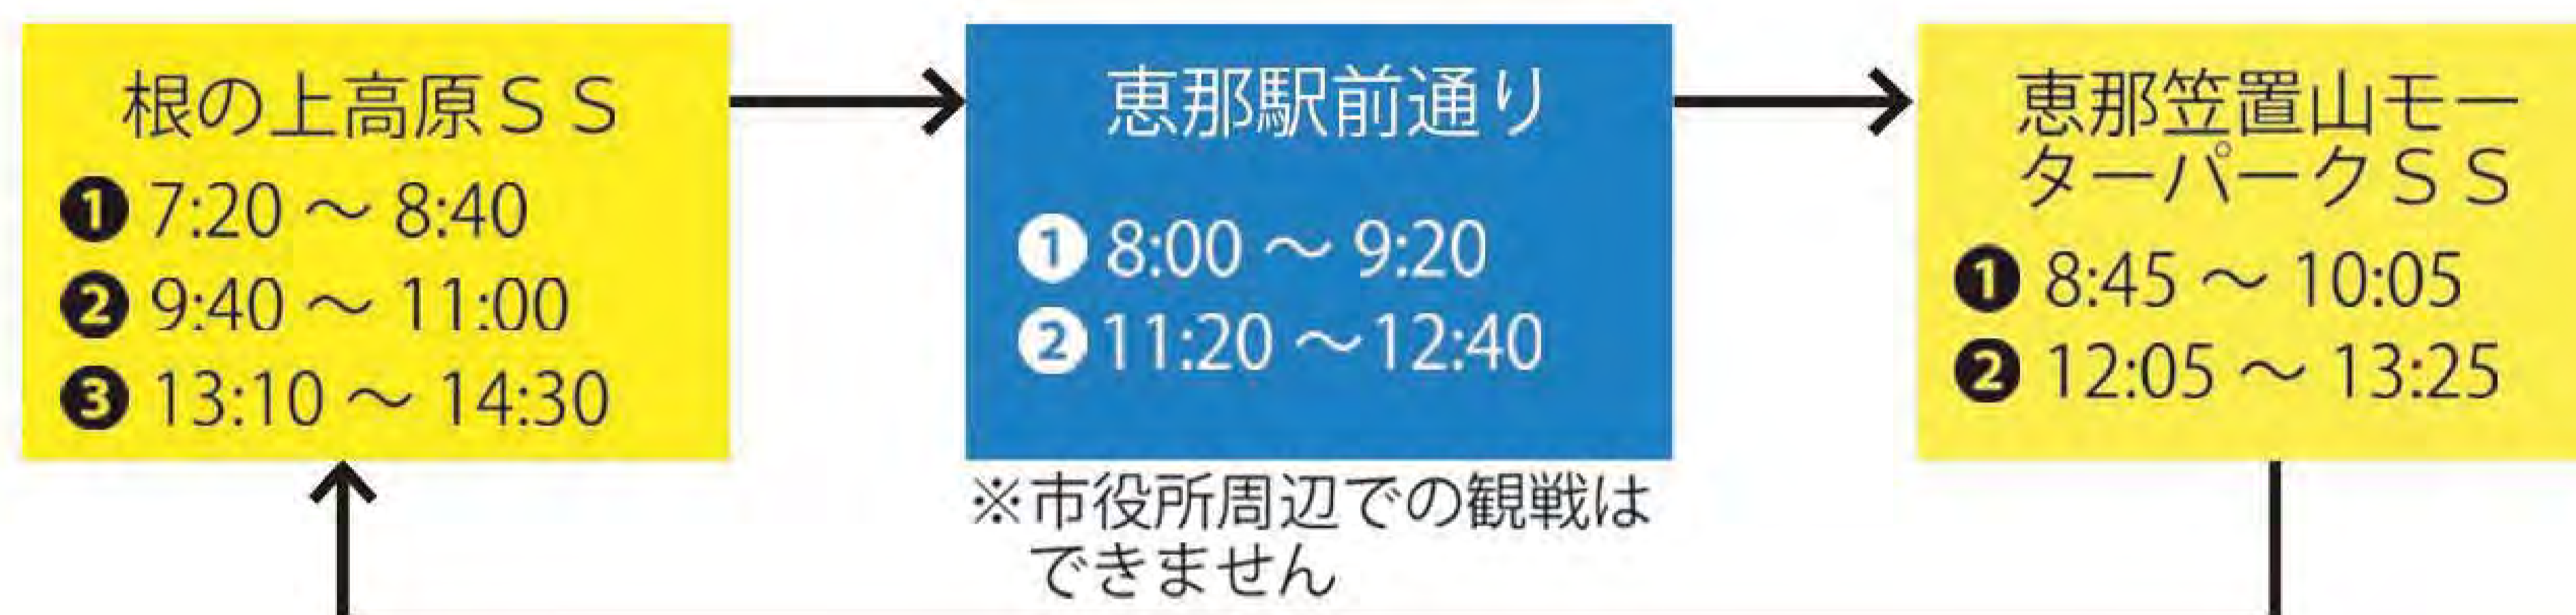 根の上高原ＳＳ
❶ 7:20 ～ 8:40
❷ 9:40 ～ 11:00
❸ 13:10 ～ 14:30
恵那駅前通り
❶ 8:00 ～ 9:20
❷ 11:20 ～12:40
※市役所周辺での観戦は
できません
恵那笠置山モー
ターパークＳＳ
❶ 8:45 ～ 10:05
❷ 12:05 ～ 13:25